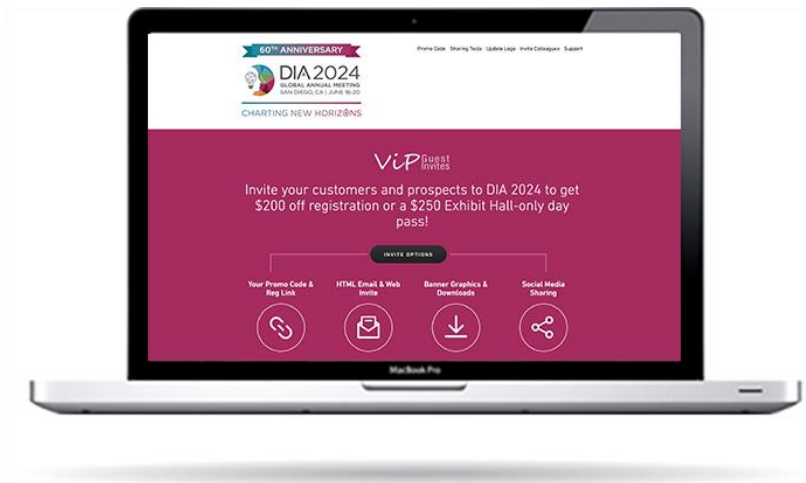 60TH ANNIVERSARY
Promo Code Sharing Tools Update Logo Invite Colleagues Support
DIA 2024
GLOBAL ANNUAL MEETING
SAN DIEGO, CA | JUNE 16-20
CHARTING NEW HORIZONS
ViP Guest Invites
Invite your customers and prospects to DIA 2024 to get
$200 off registration or a $250 Exhibit Hall-only day
pass!
INVITE OPTIONS
Your Promo Code &
Reg Link
HTML Email & Web
Invite
Banner Graphics &
Downloads
Social Media
Sharing
MacBook Pro